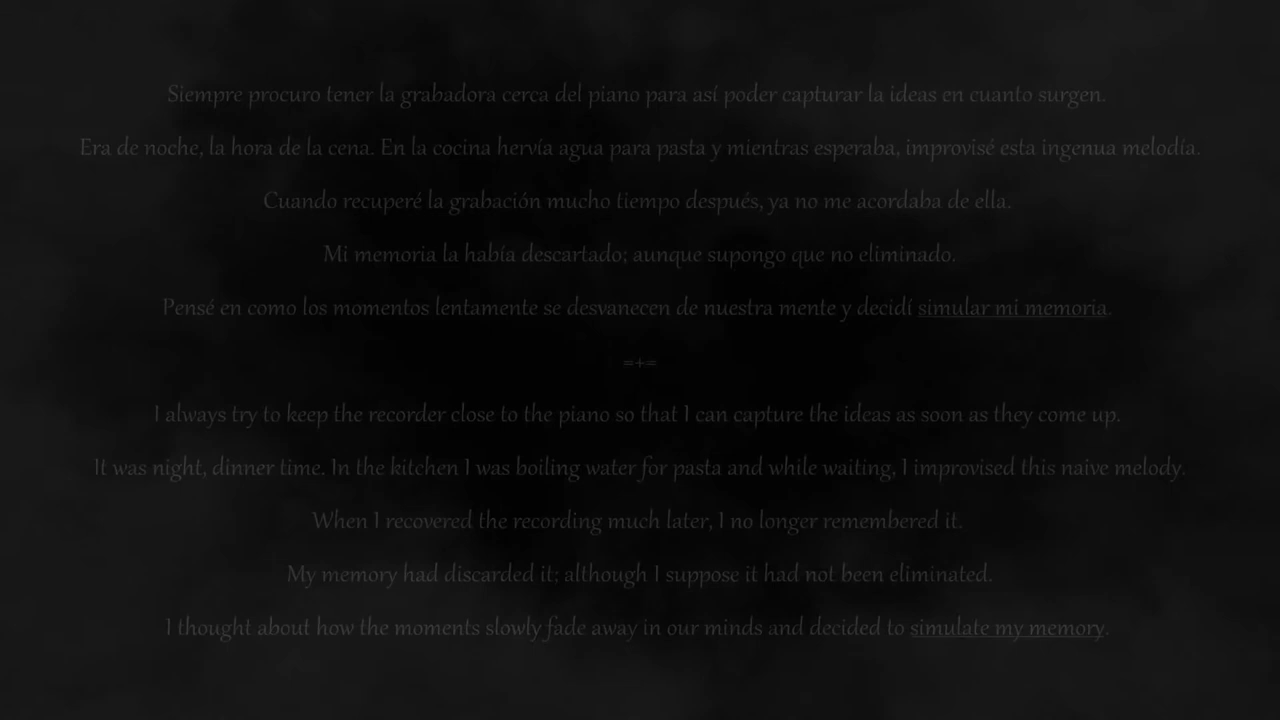 Siempre procuro tener la grabadora cerca del piano para así poder capturar la ideas en cuanto surgen.
Era de noche, la hora de la cena. En la cocina hervía agua para pasta y mientras esperaba, improvisé esta ingenua melodía.
Cuando recuperé la grabación mucho tiempo después, ya no me acordaba de ella.
Mi memoria la había descartado; aunque supongo que no eliminado.
Pensé en como los momentos lentamente se desvanecen de nuestra mente y decidí simular mi memoria.
=+=
I always try to keep the recorder close to the piano so that I can capture the ideas as soon as they come up.
It was night, dinner time. In the kitchen I was boiling water for pasta and while waiting, I improvised this naive melody.
When I recovered the recording much later, I no longer remembered it.
My memory had discarded it; although I suppose it had not been eliminated.
I thought about how the moments slowly fade away in our minds and decided to simulate my memory.